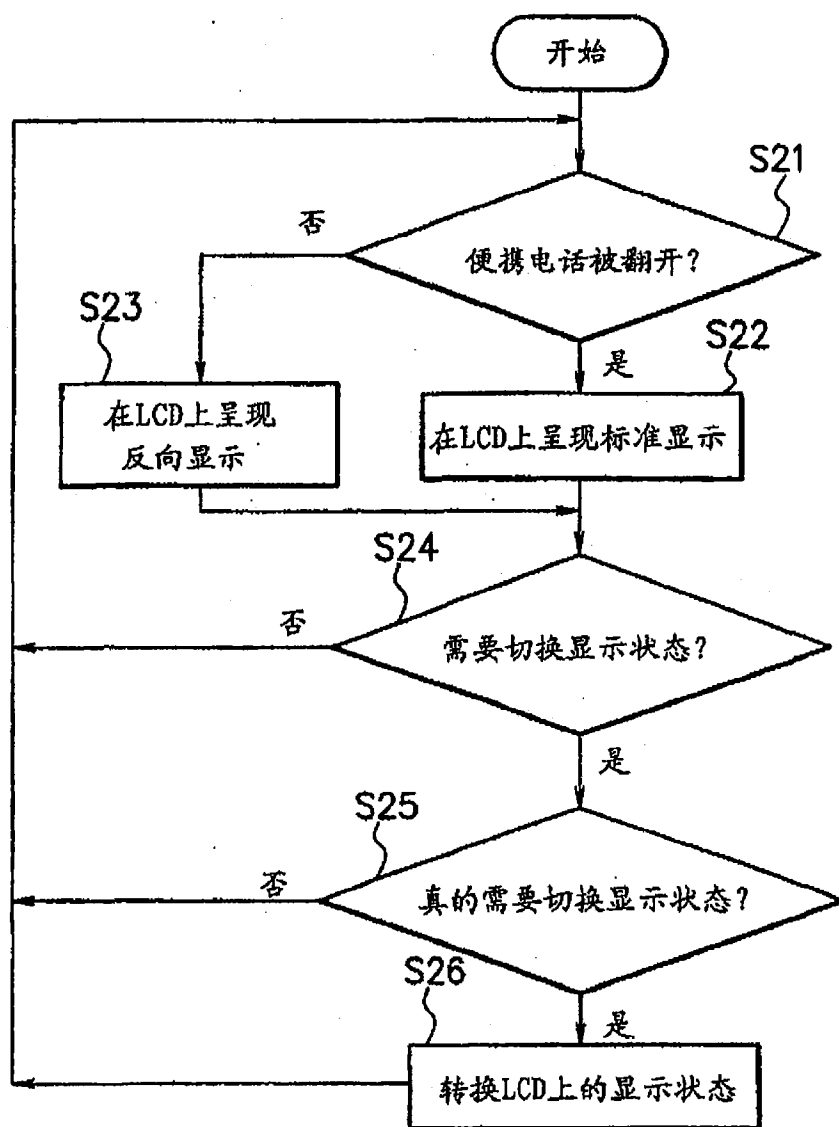 开始
S21
否
便携电话被翻开?
S23
是
S22
在LCD上呈现
反向显示
在LCD上呈现标准显示
S24
否
需要切换显示状态?
是
S25
否
真的需要切换显示状态?
S26
是
转换LCD上的显示状态